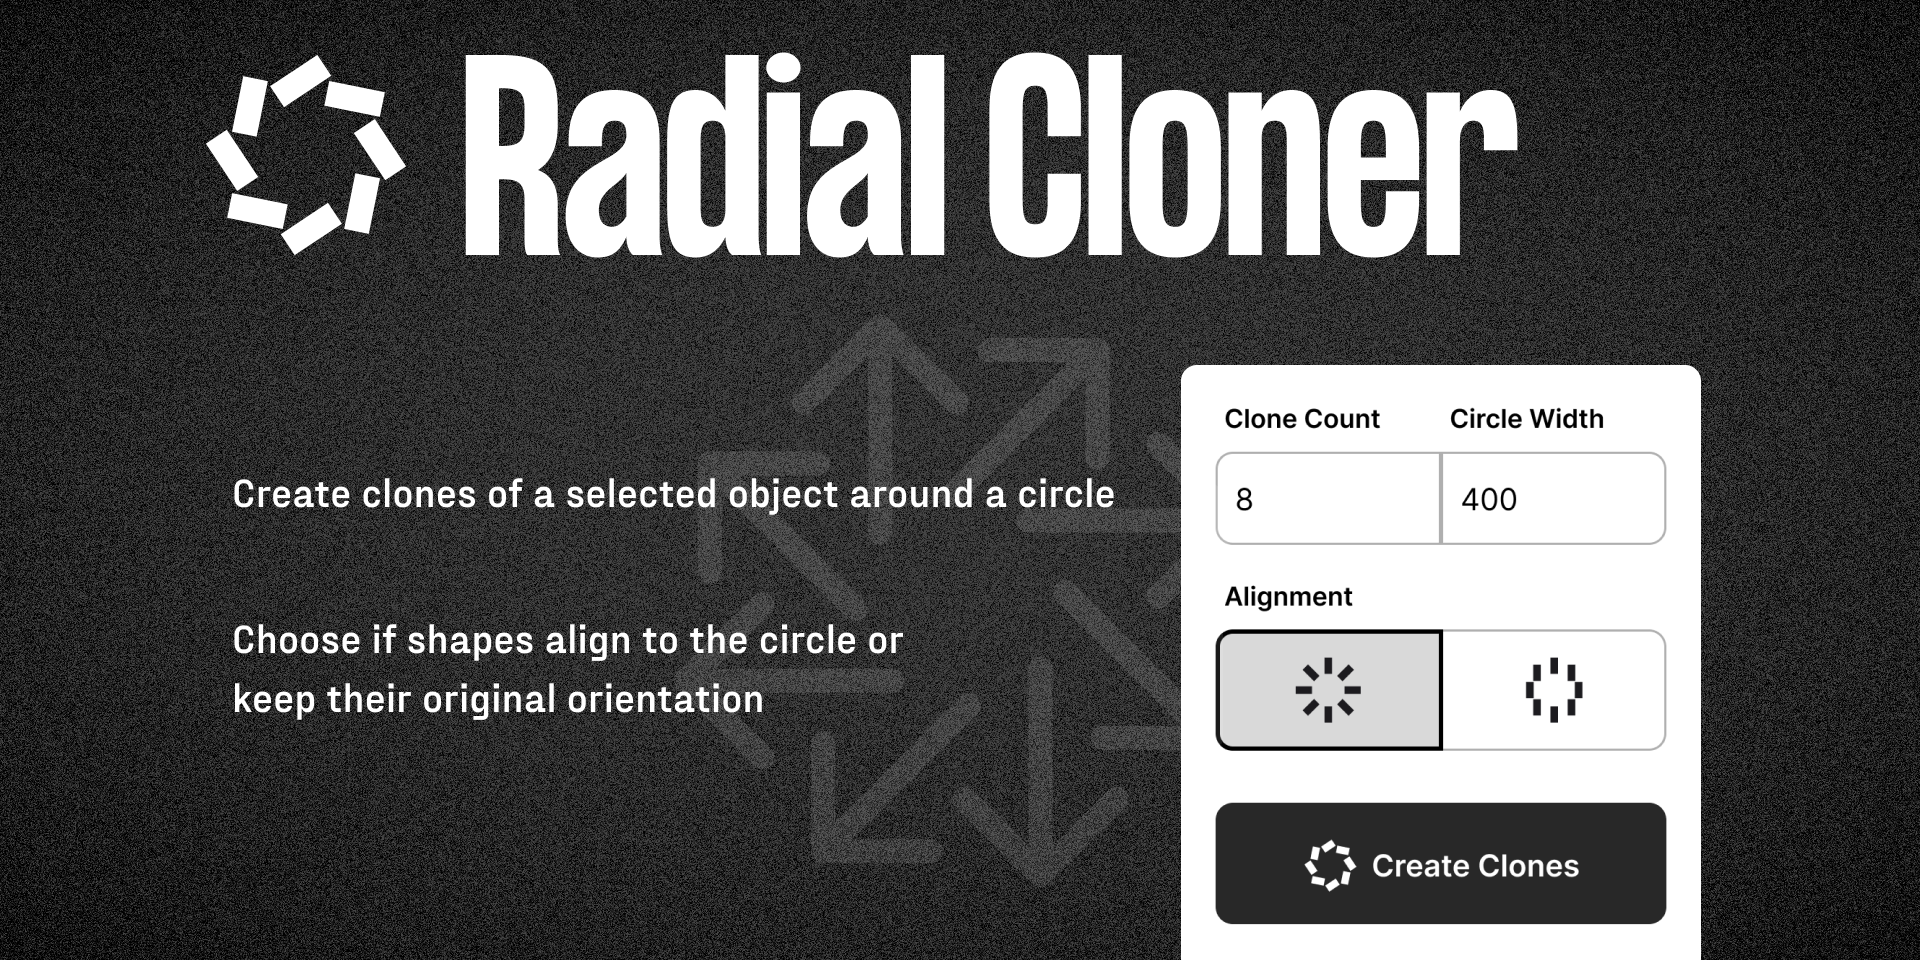 Radial Cloner
Create clones of a selected object around a circle
Choose if shapes align to the circle or
keep their original orientation
Clone Count
Circle Width
8
400
Alignment
Create Clones